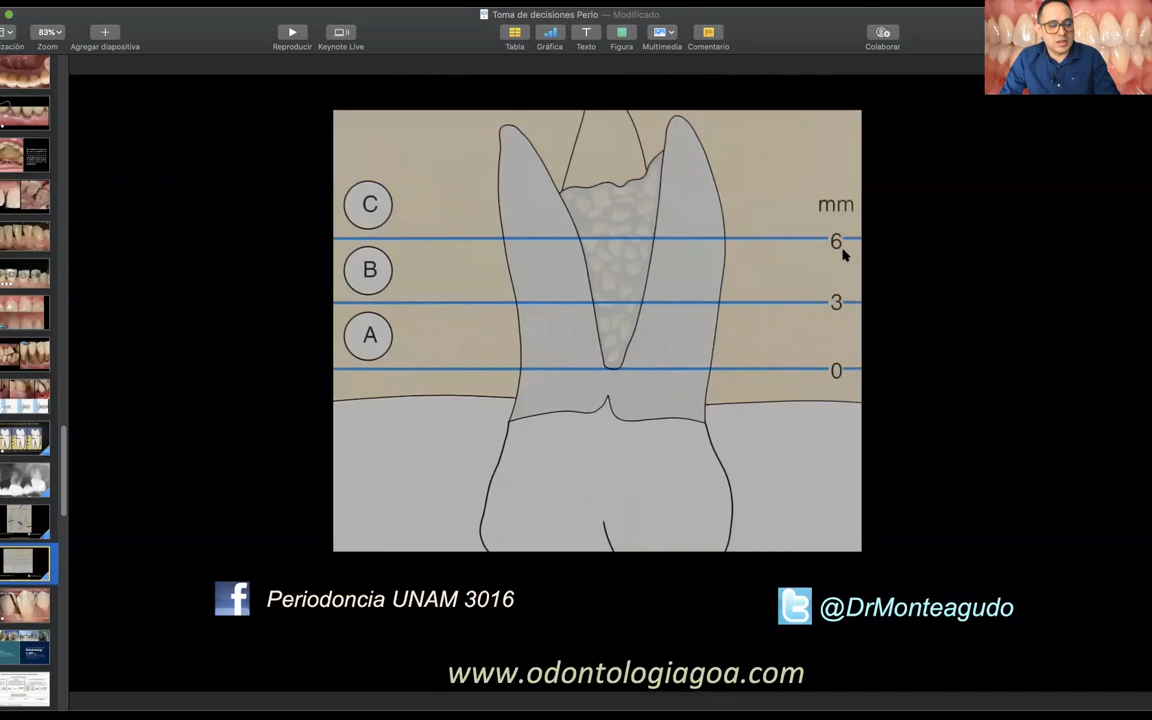 Toma de decisiones Perio — Modificado
ización
83%
Zoom
Agregar diapositiva
Reproducir
Keynote Live
Tabla
Gráfica
T
Texto
Figura
Multimedia
Comentario
Colaborar
C
mm
6
B
3
A
0
Periodoncia UNAM 3016
@DrMonteagudo
www.odontologiagoa.com